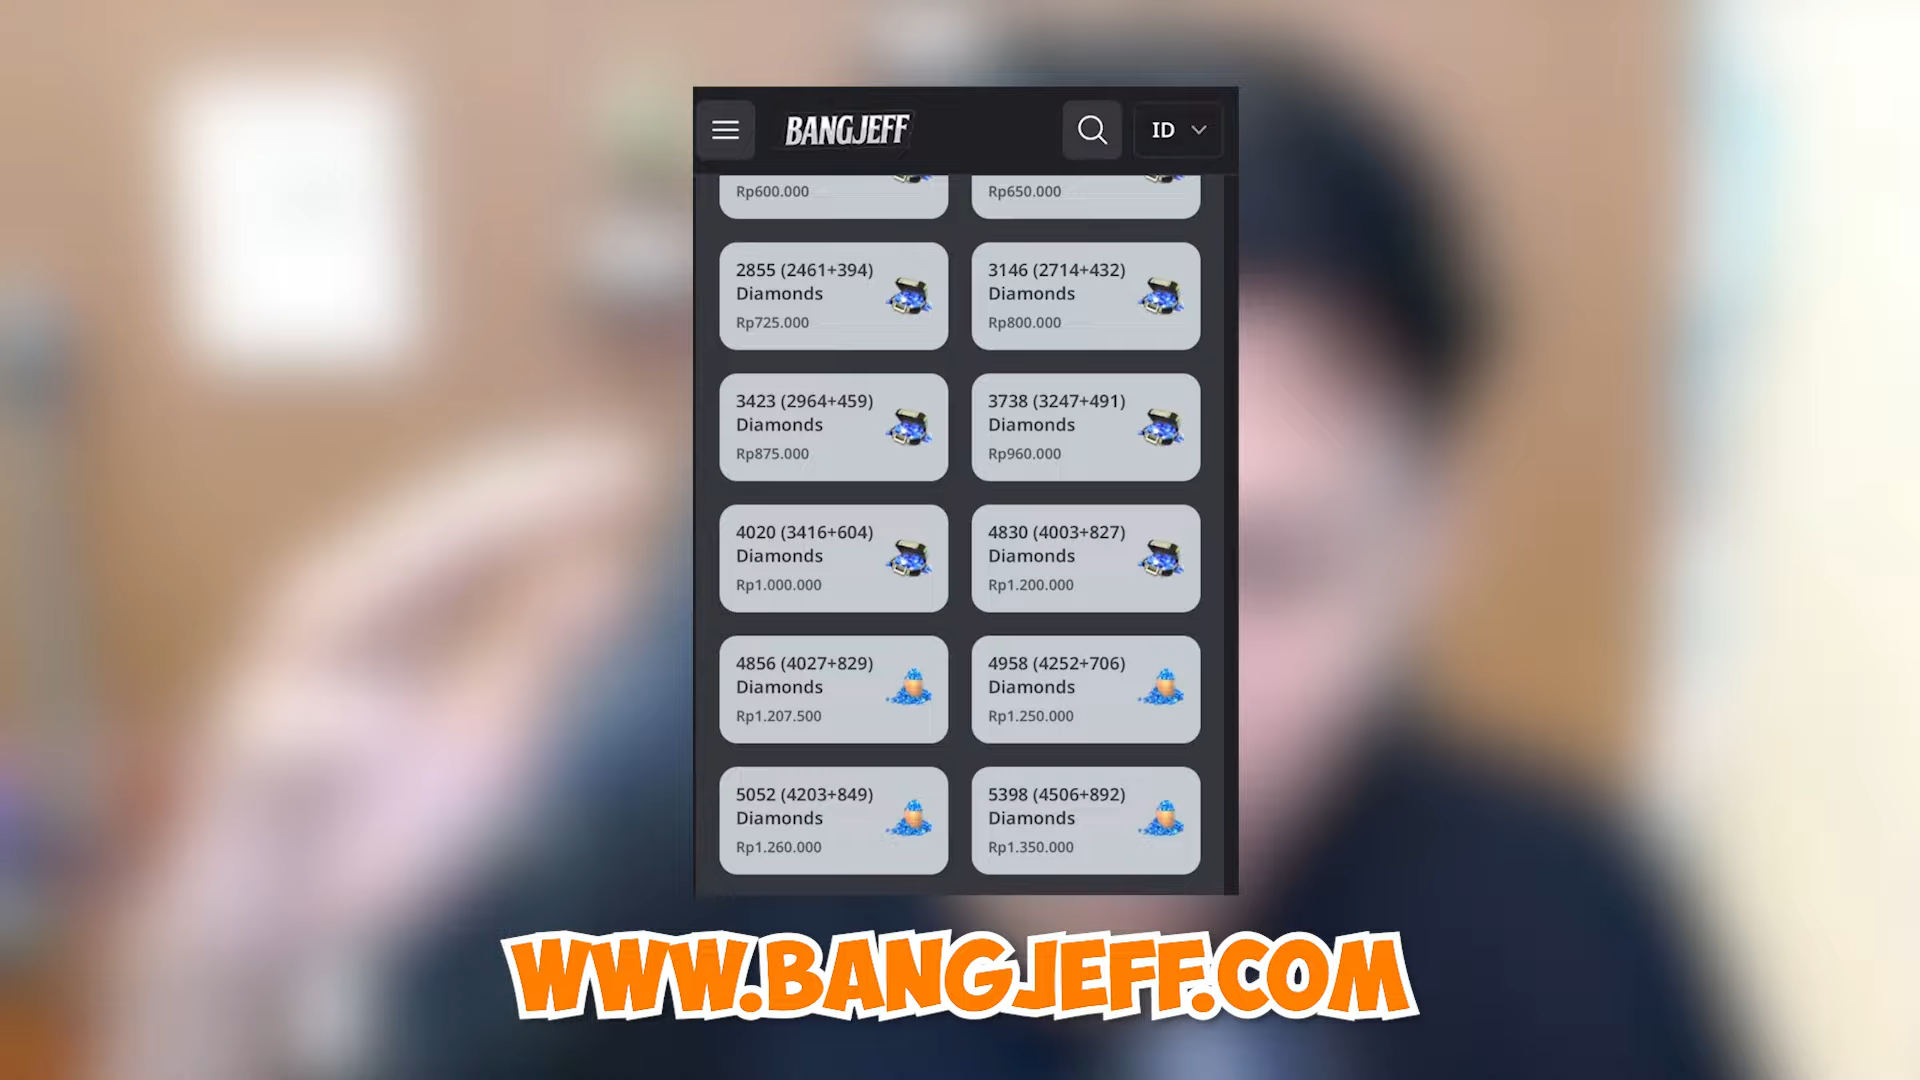 BANGJEFF
ID
Rp600.000
Rp650.000
2855 (2461+394)
Diamonds
Rp725.000
3146 (2714+432)
Diamonds
Rp800.000
3423 (2964+459)
Diamonds
Rp875.000
3738 (3247+491)
Diamonds
Rp960.000
4020 (3416+604)
Diamonds
Rp1.000.000
4830 (4003+827)
Diamonds
Rp1.200.000
4856 (4027+829)
Diamonds
Rp1.207.500
4958 (4252+706)
Diamonds
Rp1.250.000
5052 (4203+849)
Diamonds
Rp1.260.000
5398 (4506+892)
Diamonds
Rp1.350.000
WWW.BANGJEFF.COM